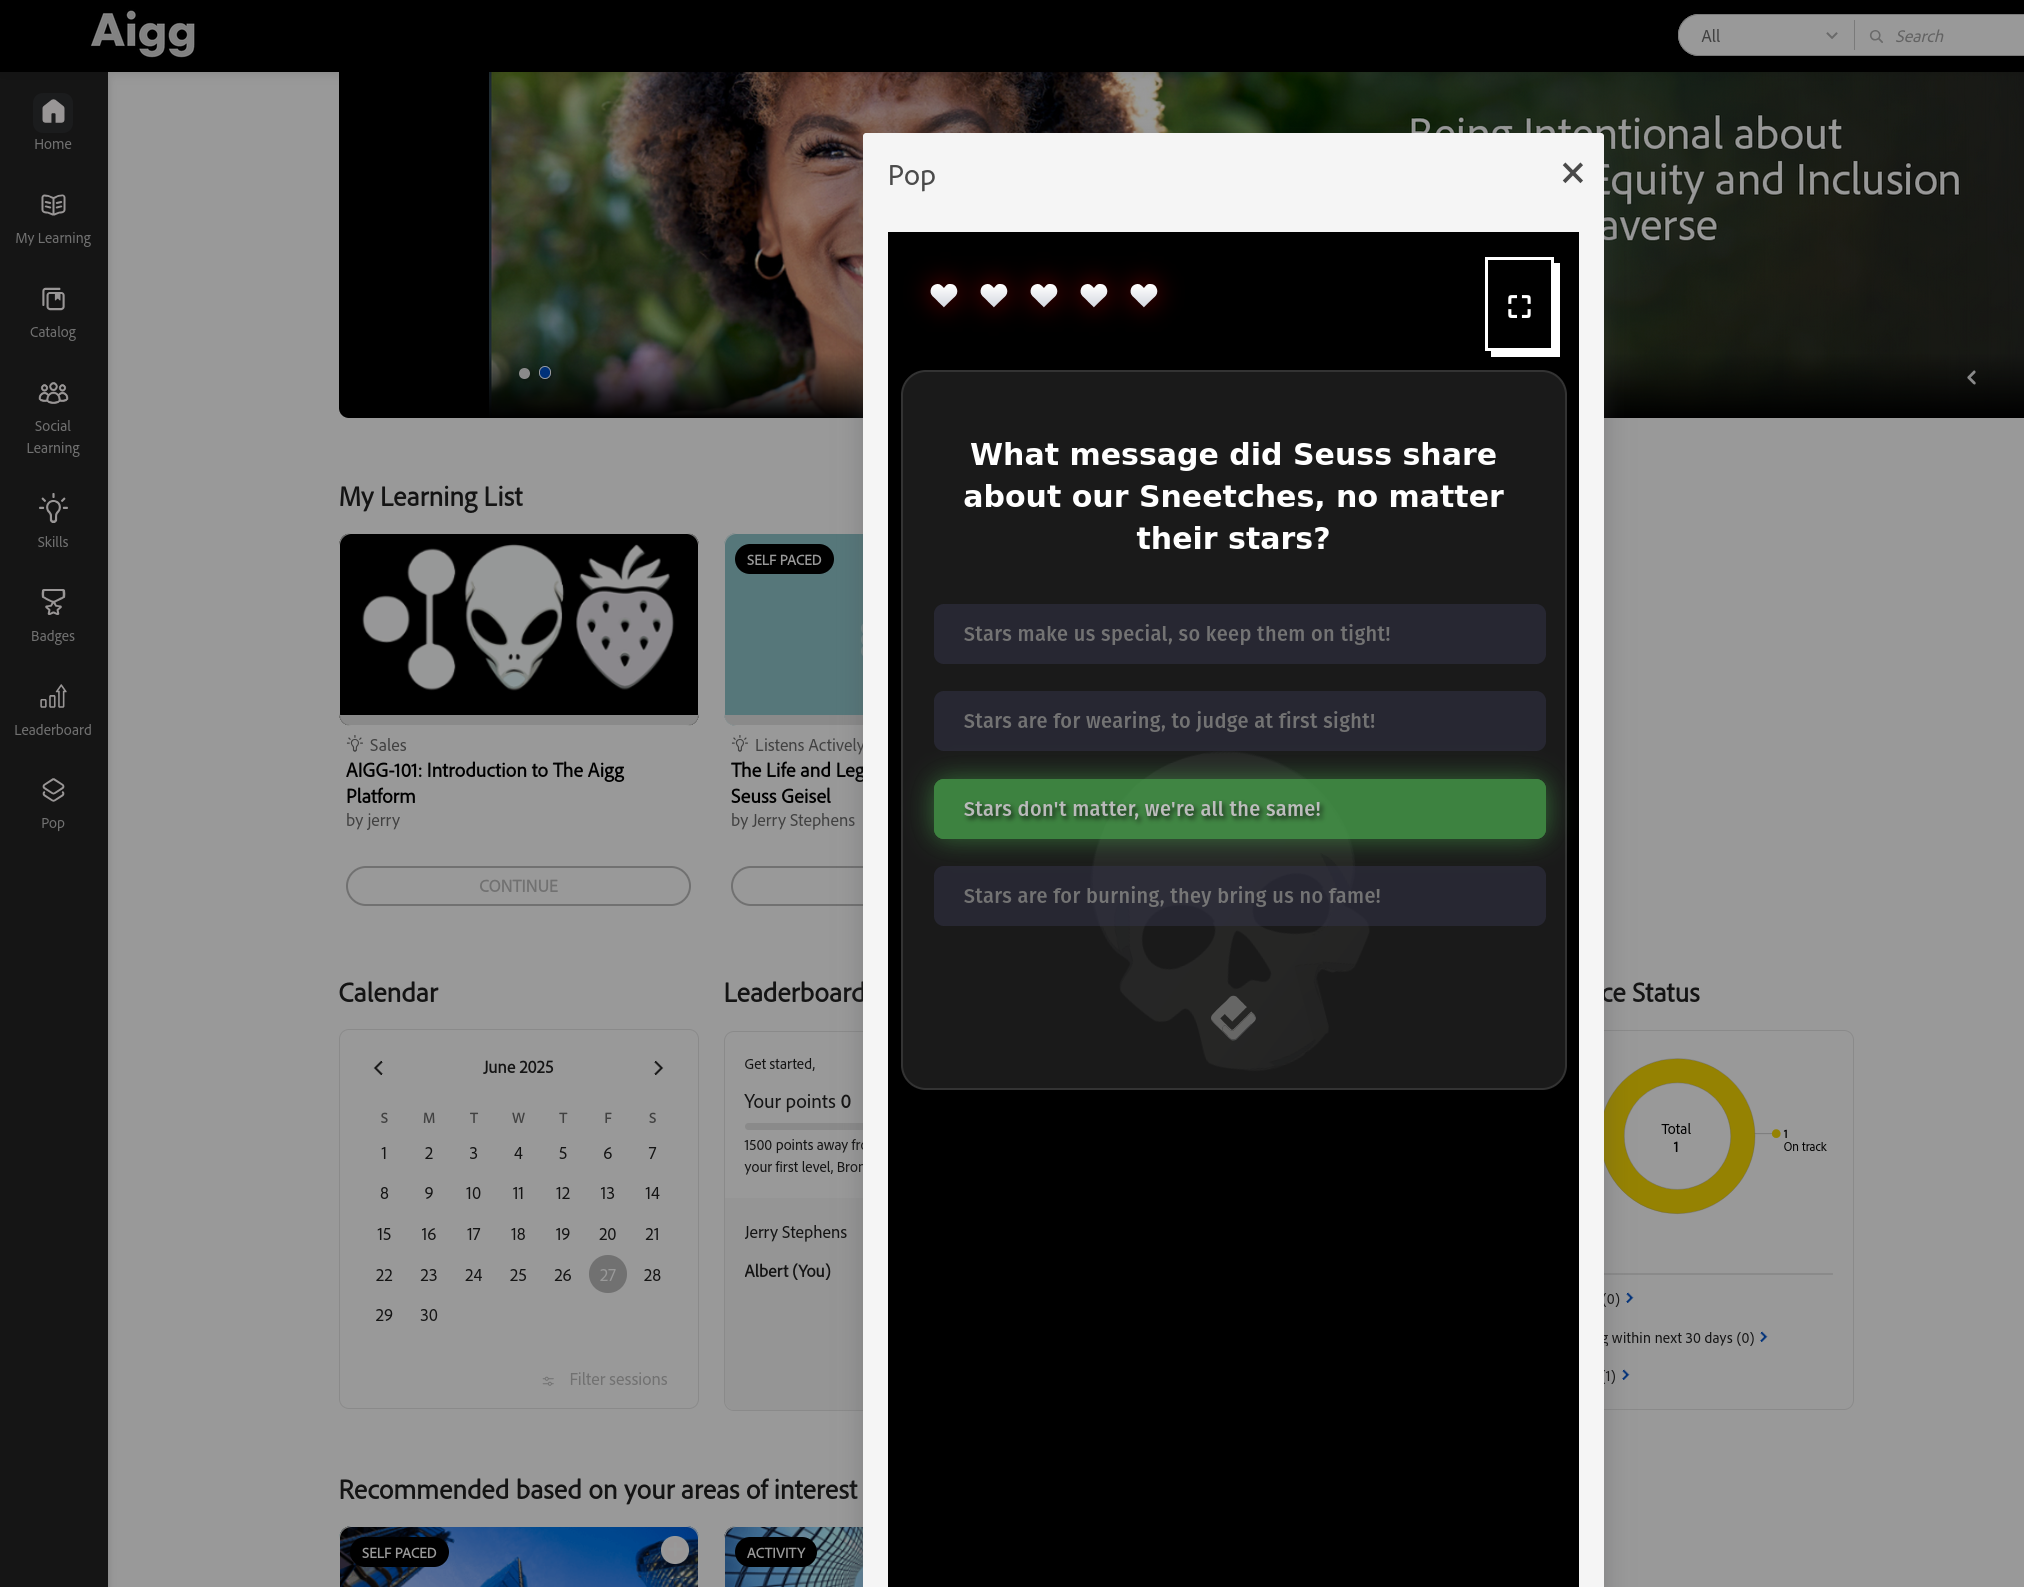 Aigg
All
Search
Home
My Learning
Catalog
Social
Learning
Skills
Badges
Leaderboard
Pop
Being Intentional about
Equity and Inclusion
averse
Pop
What message did Seuss share
about our Sneetches, no matter
their stars?
Stars make us special, so keep them on tight!
Stars are for wearing, to judge at first sight!
Stars don't matter, we're all the same!
Stars are for burning, they bring us no fame!
My Learning List
SELF PACED
Sales
AIGG-101: Introduction to The Aigg
Platform
by jerry
CONTINUE
Listens Actively
The Life and Leg
Seuss Geisel
by Jerry Stephens
Calendar
June 2025
S M T W T F S
1 2 3 4 5 6 7
8 9 10 11 12 13 14
15 16 17 18 19 20 21
22 23 24 25 26 27 28
29 30
Filter sessions
Leaderboard
Get started,
Your points 0
1500 points away fro
your first level, Bron
Jerry Stephens
Albert (You)
ce Status
Total
1
1
On track
(0)
g within next 30 days (0)
(1)
Recommended based on your areas of interest
SELF PACED
ACTIVITY